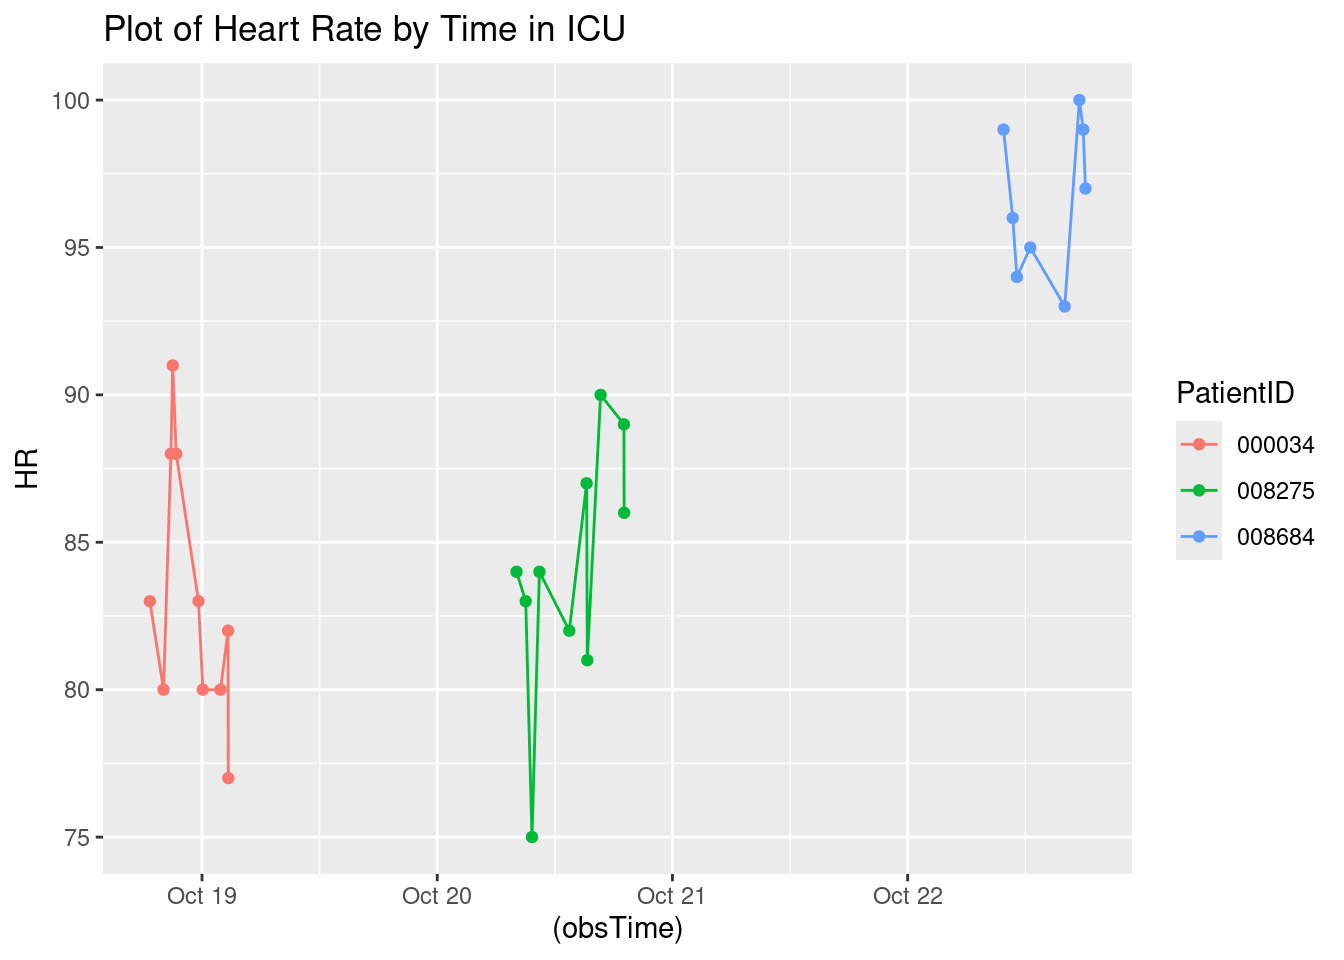 Plot of Heart Rate by Time in ICU
100
95
90
85
80
75
HR
Oct 19
Oct 20
Oct 21
Oct 22
(obsTime)
PatientID
000034
008275
008684